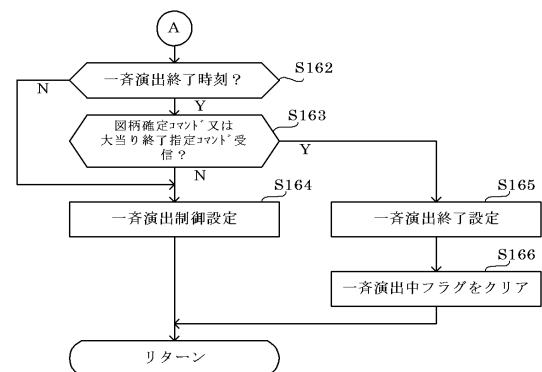 A
一斉演出終了時刻？
S162
N
Y
図柄確定ｺﾏﾝﾄﾞ又は
大当り終了指定ｺﾏﾝﾄﾞ受
信？
S163
Y
N
S164
一斉演出制御設定
S165
一斉演出終了設定
S166
一斉演出中フラグをクリア
リターン